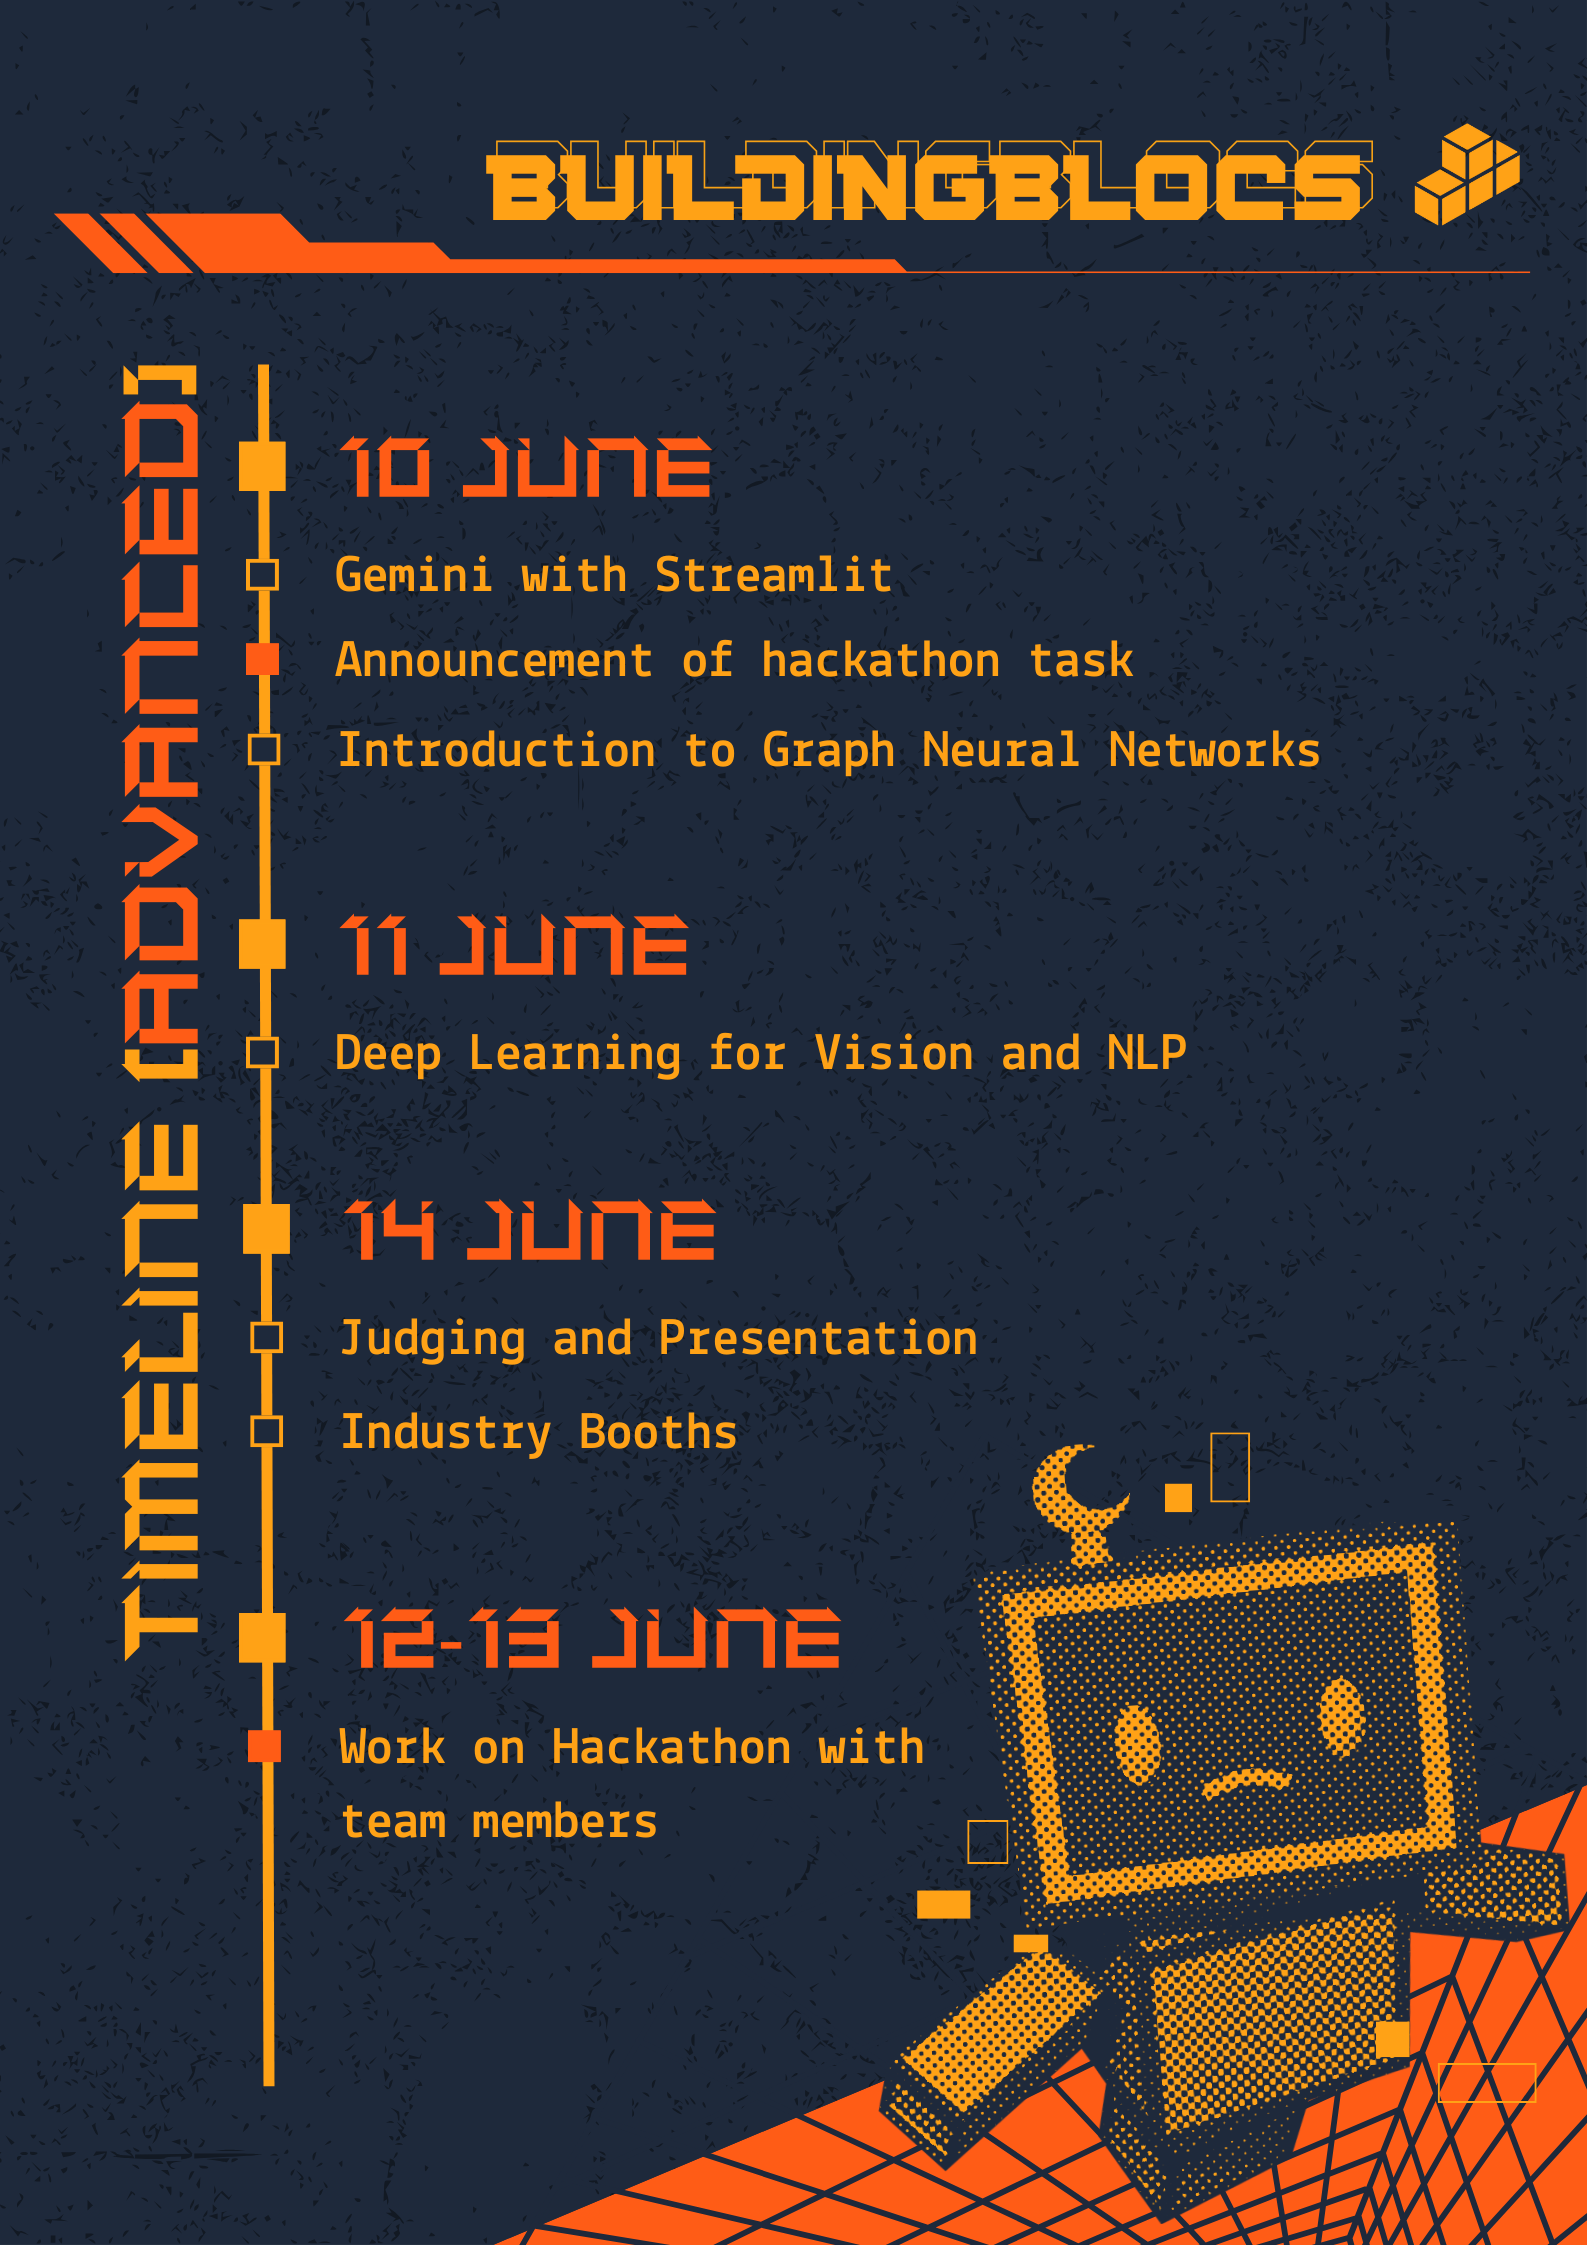 BUILDINGBLOCS
TIMELINE (ADVANCED)
10 JUNE
Gemini with Streamlit
Announcement of hackathon task
Introduction to Graph Neural Networks
11 JUNE
Deep Learning for Vision and NLP
14 JUNE
Judging and Presentation
Industry Booths
12-13 JUNE
Work on Hackathon with
team members